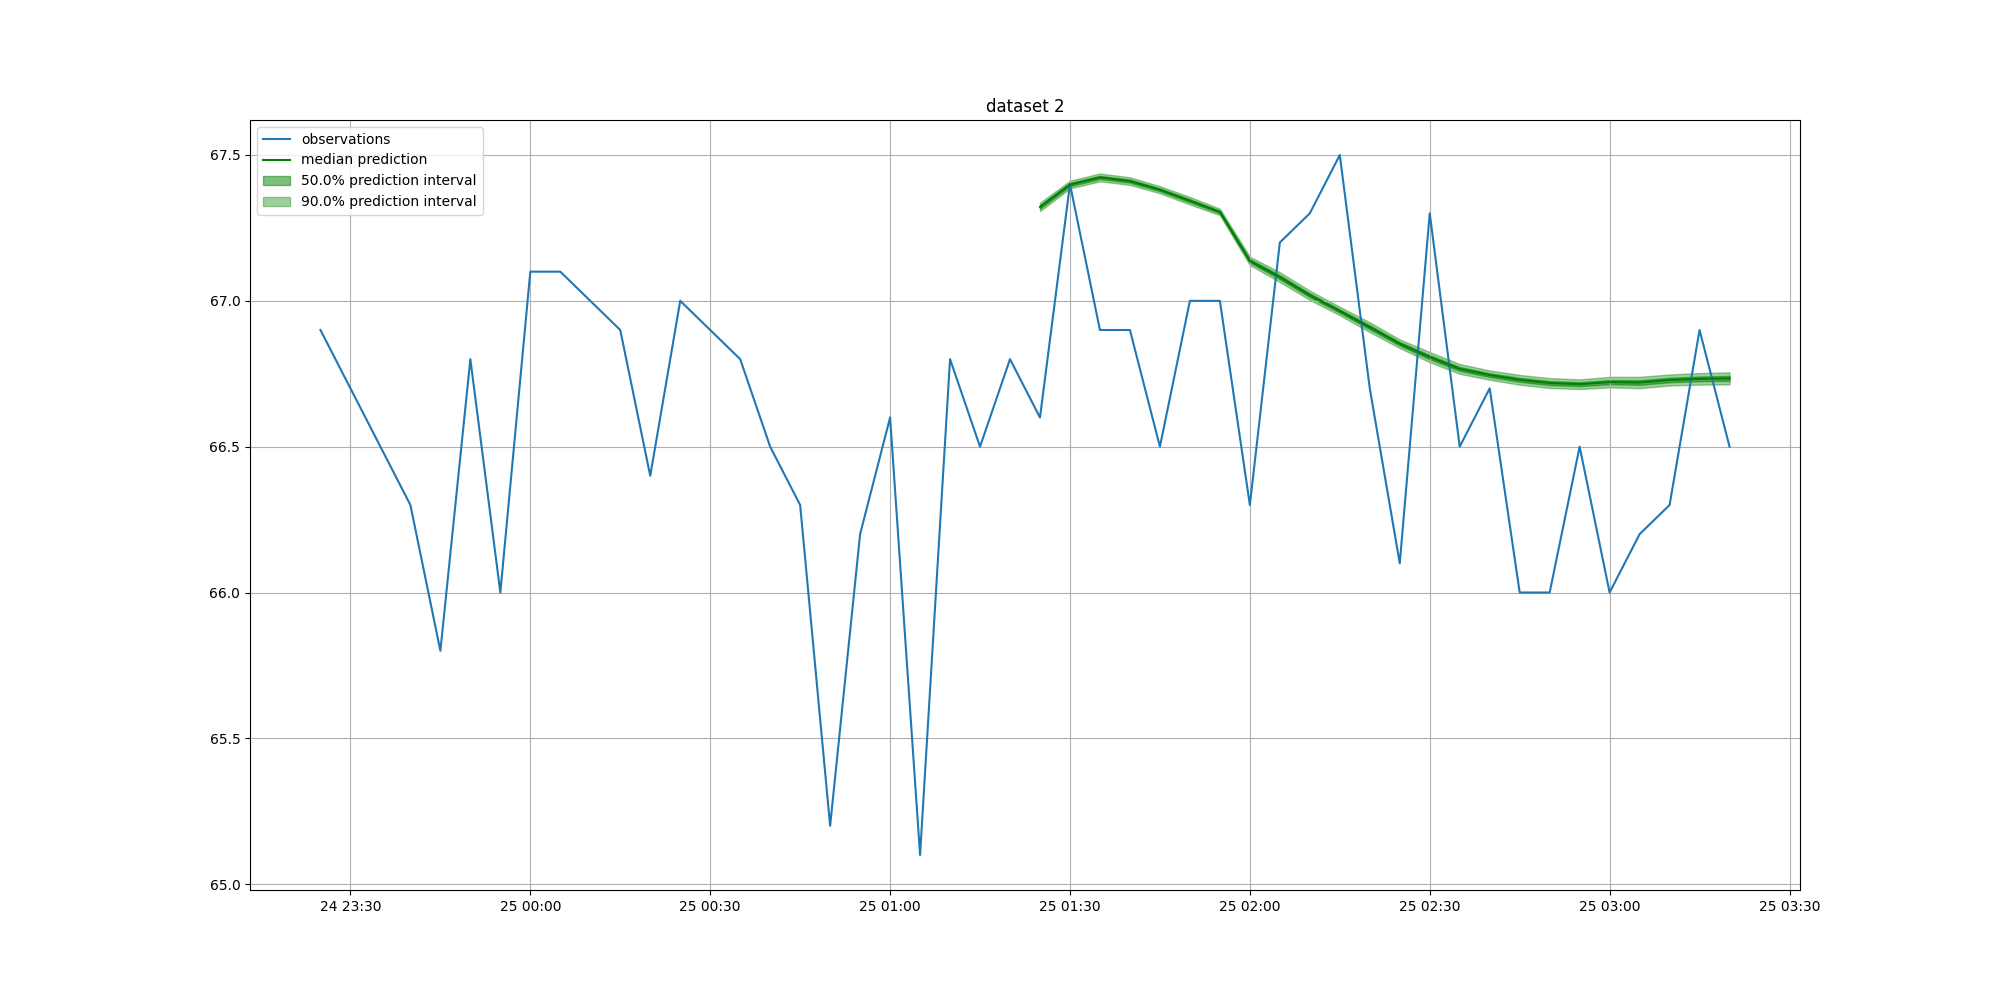 dataset 2
observations
median prediction
50.0% prediction interval
90.0% prediction interval
67.5
67.0
66.5
66.0
65.5
65.0
24 23:30 25 00:00 25 00:30 25 01:00 25 01:30 25 02:00 25 02:30 25 03:00 25 03:30